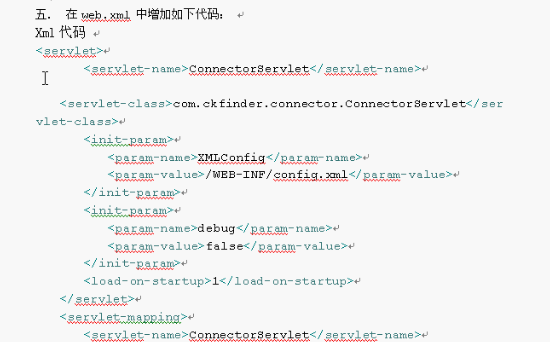 五. 在 web.xml 中增加如下代码：
Xml 代码
<servlet>
<servlet-name>ConnectorServlet</servlet-name>
<servlet-class>com.ckfinder.connector.ConnectorServlet</ser
vlet-class>
<init-param>
<param-name>XMLConfig</param-name>
<param-value>/WEB-INF/config.xml</param-value>
</init-param>
<init-param>
<param-name>debug</param-name>
<param-value>false</param-value>
</init-param>
<load-on-startup>1</load-on-startup>
</servlet>
<servlet-mapping>
<servlet-name>ConnectorServlet</servlet-name>